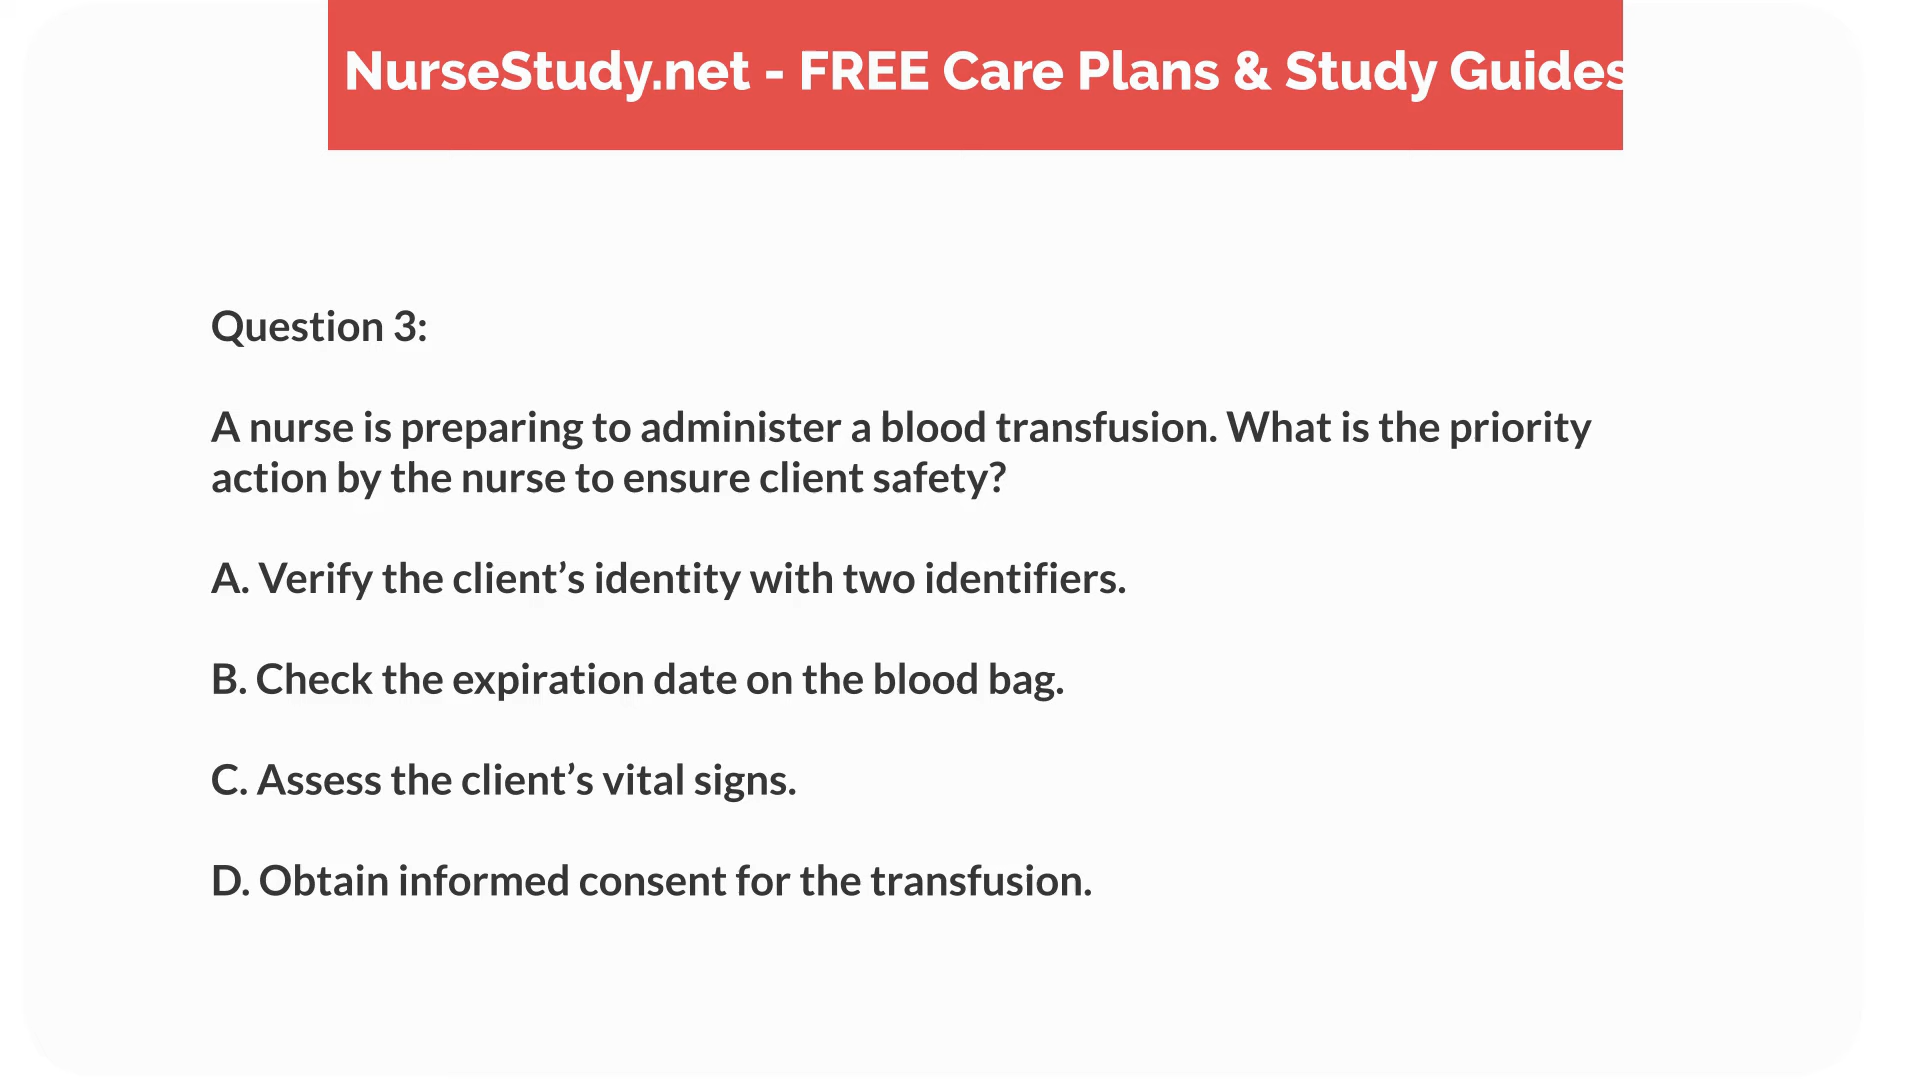 NurseStudy.net - FREE Care Plans & Study Guides
Question 3:
A nurse is preparing to administer a blood transfusion. What is the priority
action by the nurse to ensure client safety?
A. Verify the client’s identity with two identifiers.
B. Check the expiration date on the blood bag.
C. Assess the client’s vital signs.
D. Obtain informed consent for the transfusion.